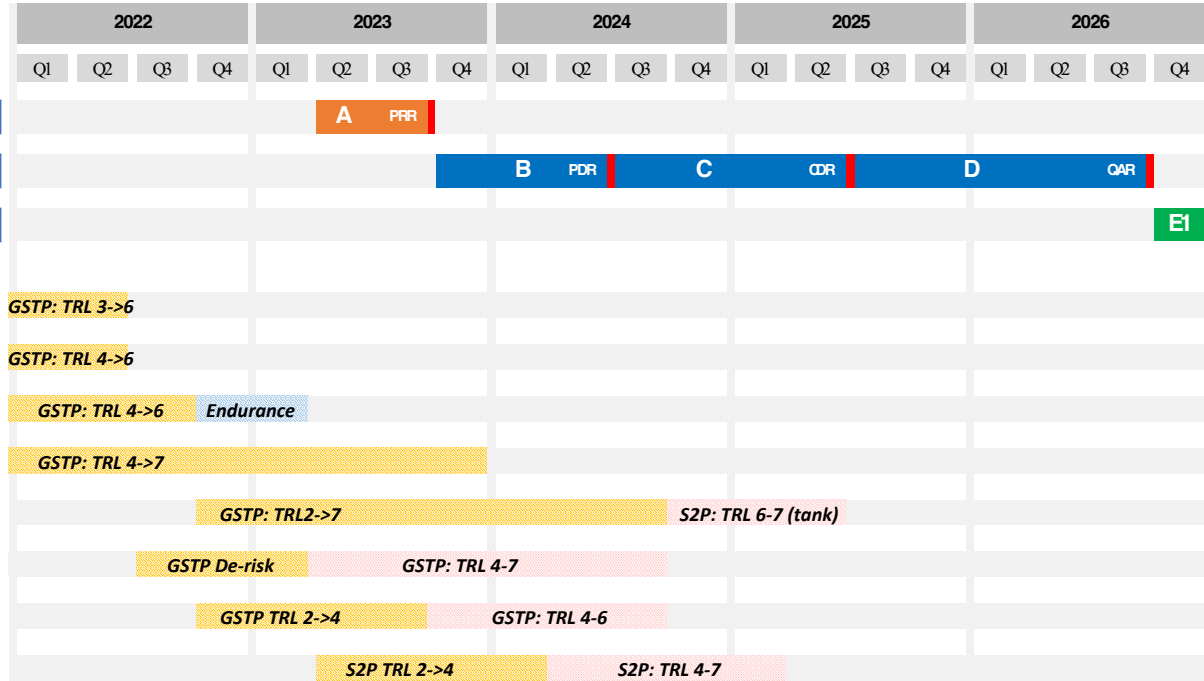 2022 2023 2024 2025 2026
Q1 Q2 Q3 Q4 Q1 Q2 Q3 Q4 Q1 Q2 Q3 Q4 Q1 Q2 Q3 Q4 Q1 Q2 Q3 Q4
A PRR
B PDR C CDR D QAR
E1
GSTP: TRL 3->6
GSTP: TRL 4->6
GSTP: TRL 4->6 Endurance
GSTP: TRL 4->7
GSTP: TRL2->7 S2P: TRL 6-7 (tank)
GSTP De-risk GSTP: TRL 4-7
GSTP TRL 2->4 GSTP: TRL 4-6
S2P TRL 2->4 S2P: TRL 4-7